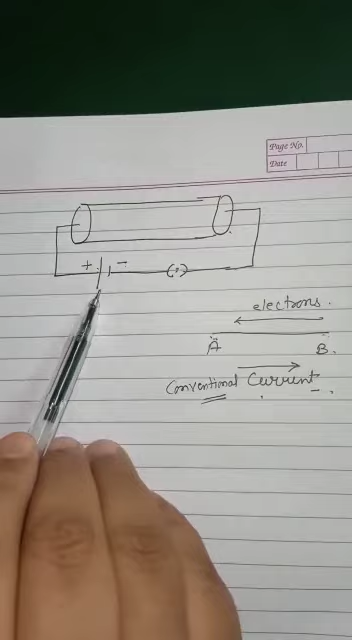 Page No.
Date
+ −
(·)
electrons.
A B.
Conventional Current